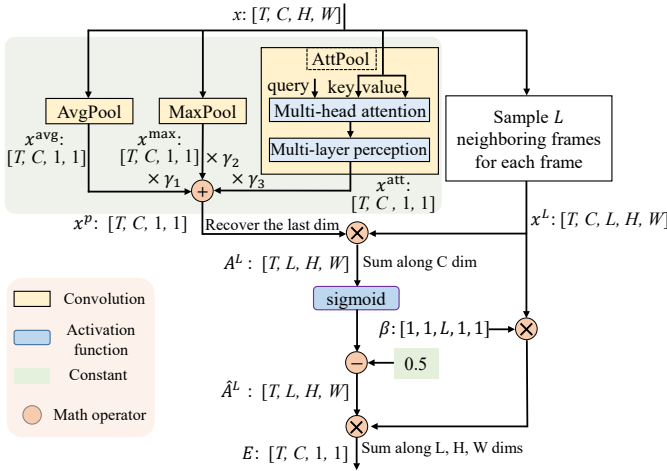 x: [T, C, H, W]
AttPool
query
key
value
AvgPool
MaxPool
Multi-head attention
Multi-layer perception
Sample L
neighboring frames
for each frame
x^avg:
[T, C, 1, 1]
x^max:
[T, C, 1, 1]
× γ₂
× γ₁
× γ₃
+
x^att:
[T, C, 1, 1]
x^p: [T, C, 1, 1]
Recover the last dim
×
x^L: [T, C, L, H, W]
A^L: [T, L, H, W]
Sum along C dim
sigmoid
β: [1, 1, L, 1, 1]
×
−
0.5
Â^L: [T, L, H, W]
×
E: [T, C, 1, 1]
Sum along L, H, W dims
Convolution
Activation
function
Constant
Math operator